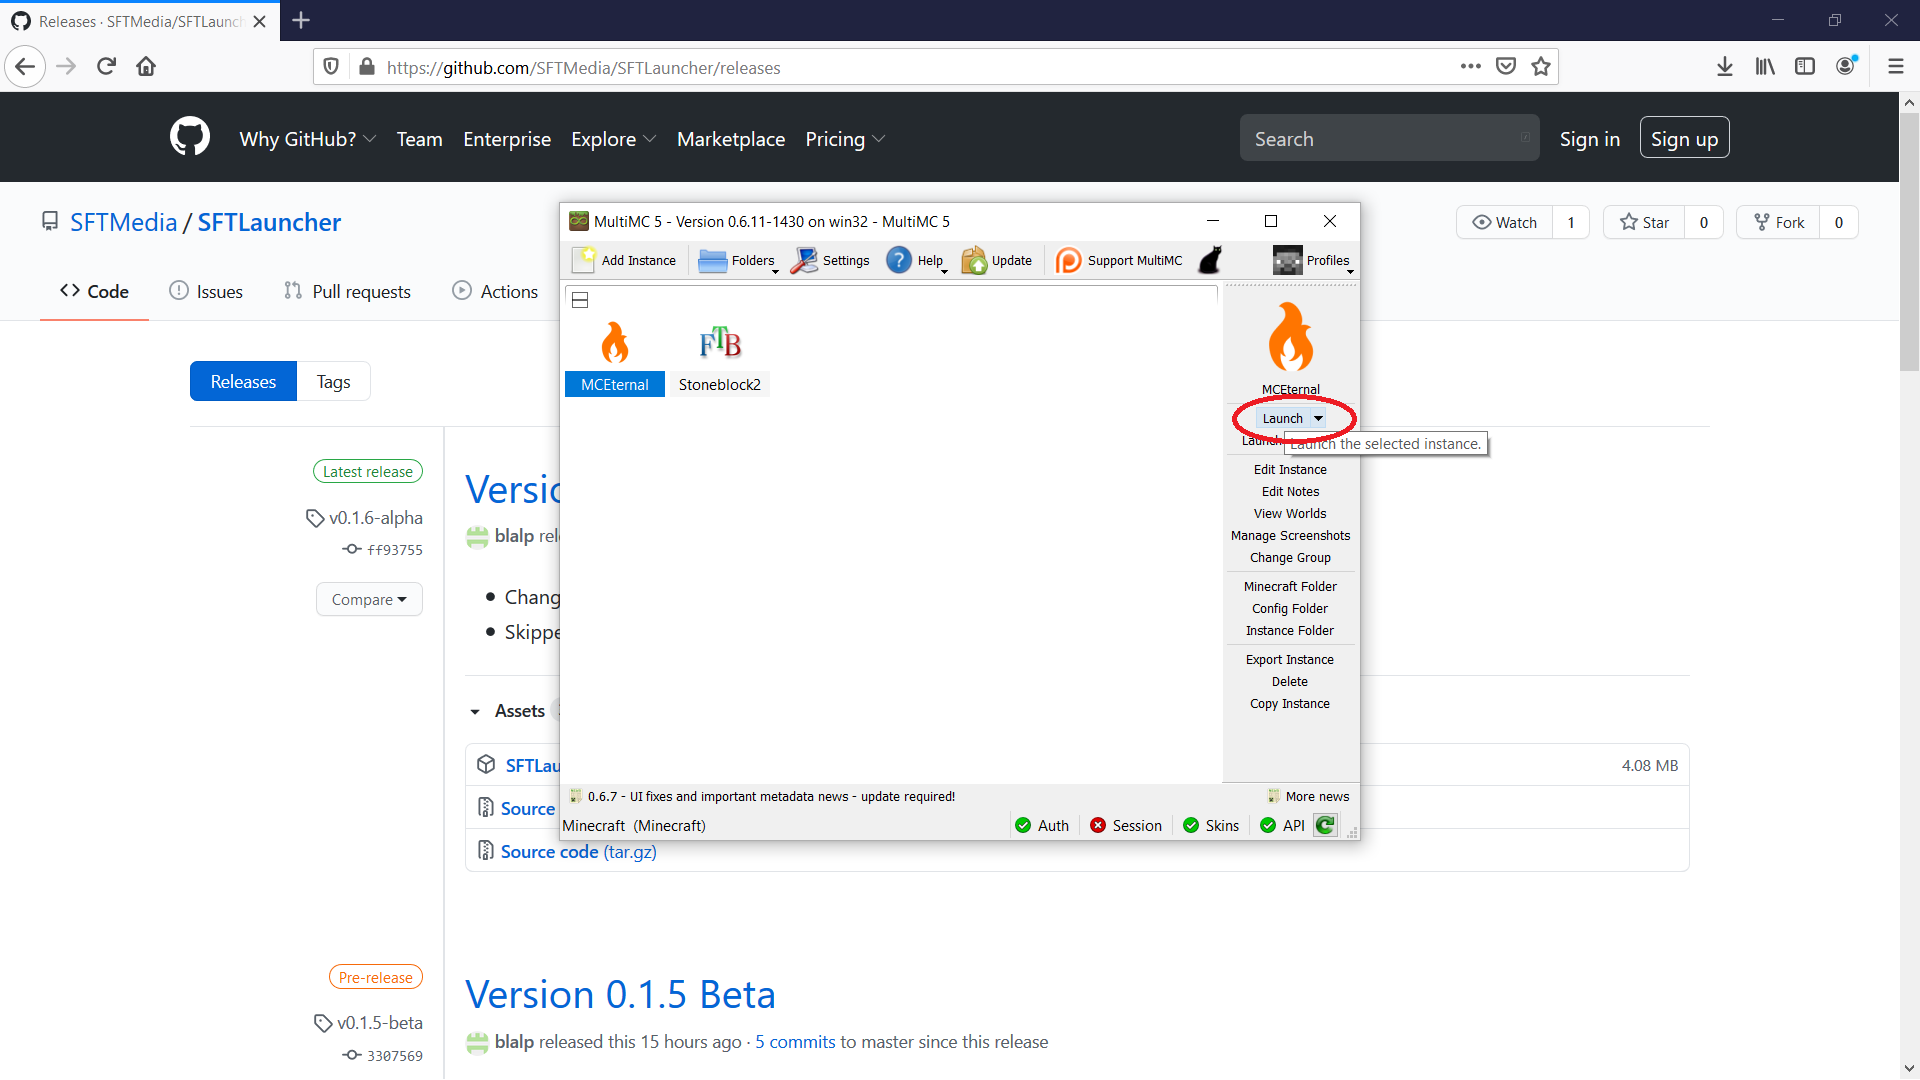 Releases · SFTMedia/SFTLaunch
https://github.com/SFTMedia/SFTLauncher/releases
Why GitHub? Team Enterprise Explore Marketplace Pricing Search Sign in Sign up
SFTMedia / SFTLauncher
Watch 1 Star 0 Fork 0
Code Issues Pull requests Actions
Releases Tags
Latest release
v0.1.6-alpha
ff93755
Compare
Versic
blalp rel
Chang
Skippe
Assets
SFTLau
4.08 MB
Source
Source code (tar.gz)
MultiMC 5 - Version 0.6.11-1430 on win32 - MultiMC 5
Add Instance Folders Settings Help Update Support MultiMC Profiles
MCEternal Stoneblock2
FTB
MCEternal
Launch
Launch
Launch the selected instance.
Edit Instance
Edit Notes
View Worlds
Manage Screenshots
Change Group
Minecraft Folder
Config Folder
Instance Folder
Export Instance
Delete
Copy Instance
0.6.7 - UI fixes and important metadata news - update required! More news
Minecraft (Minecraft) Auth Session Skins API
Pre-release
v0.1.5-beta
3307569
Version 0.1.5 Beta
blalp released this 15 hours ago · 5 commits to master since this release